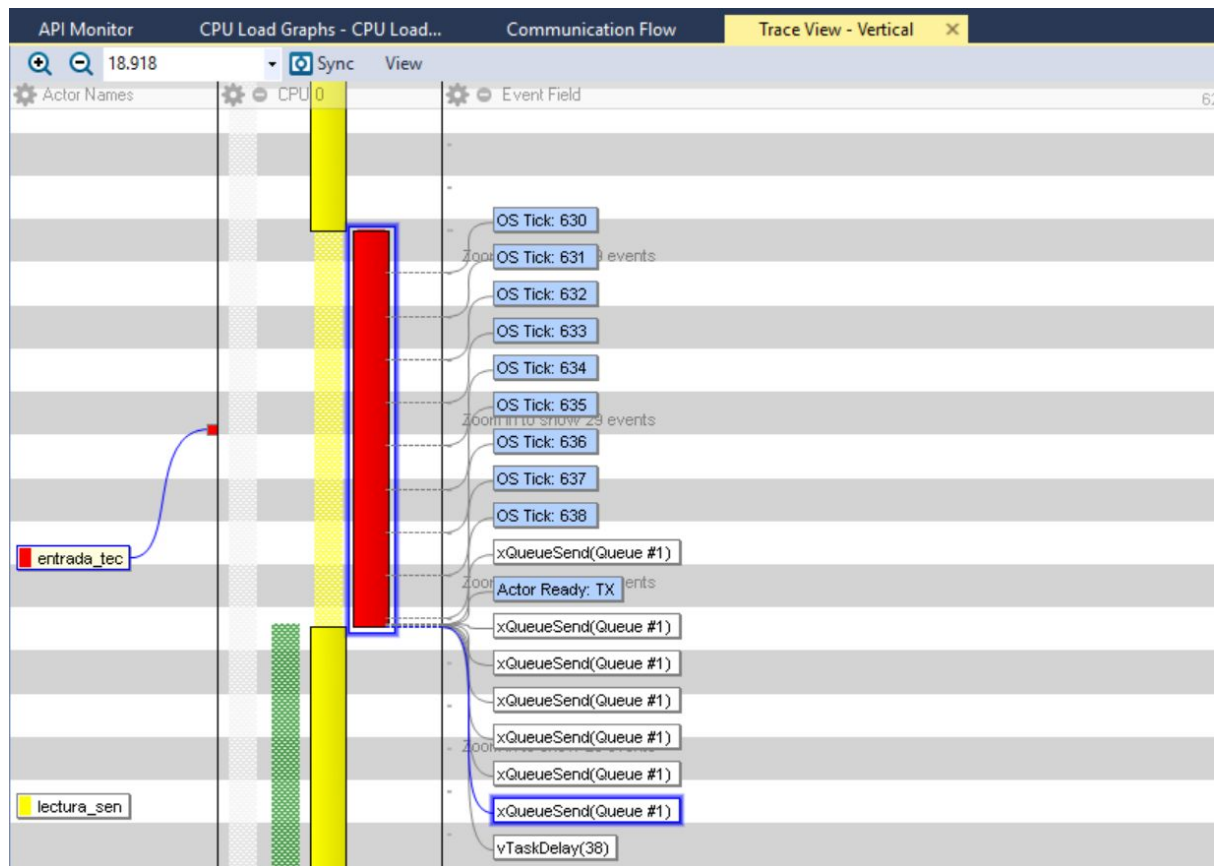 API Monitor CPU Load Graphs - CPU Load... Communication Flow Trace View - Vertical ×
18.918 Sync View
Actor Names CPU 0 Event Field 62
OS Tick: 630
OS Tick: 631 events
OS Tick: 632
OS Tick: 633
OS Tick: 634
OS Tick: 635
Zoom in to show 29 events
OS Tick: 636
OS Tick: 637
OS Tick: 638
xQueueSend(Queue #1)
entrada_tec
Actor Ready: TX
xQueueSend(Queue #1)
xQueueSend(Queue #1)
xQueueSend(Queue #1)
xQueueSend(Queue #1)
xQueueSend(Queue #1)
lectura_sen xQueueSend(Queue #1)
vTaskDelay(38)